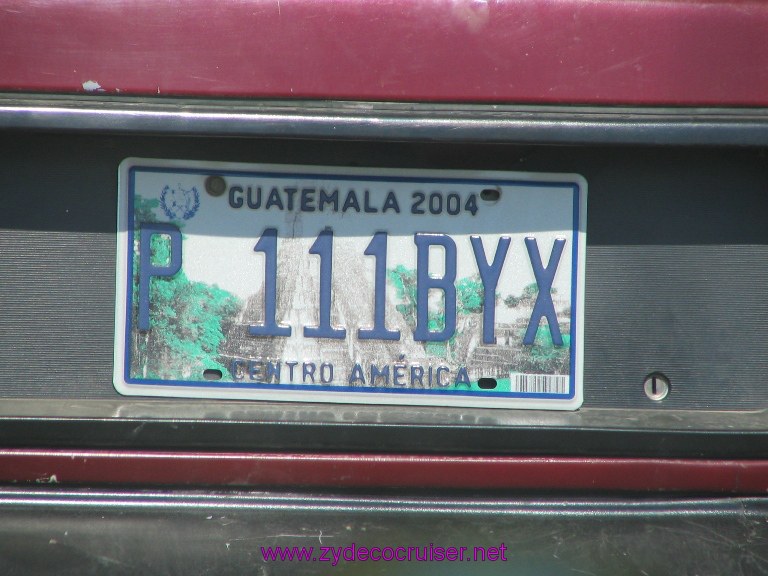 GUATEMALA 2004
P 111BYX
CENTRO AMÉRICA
www.zydecocruiser.net